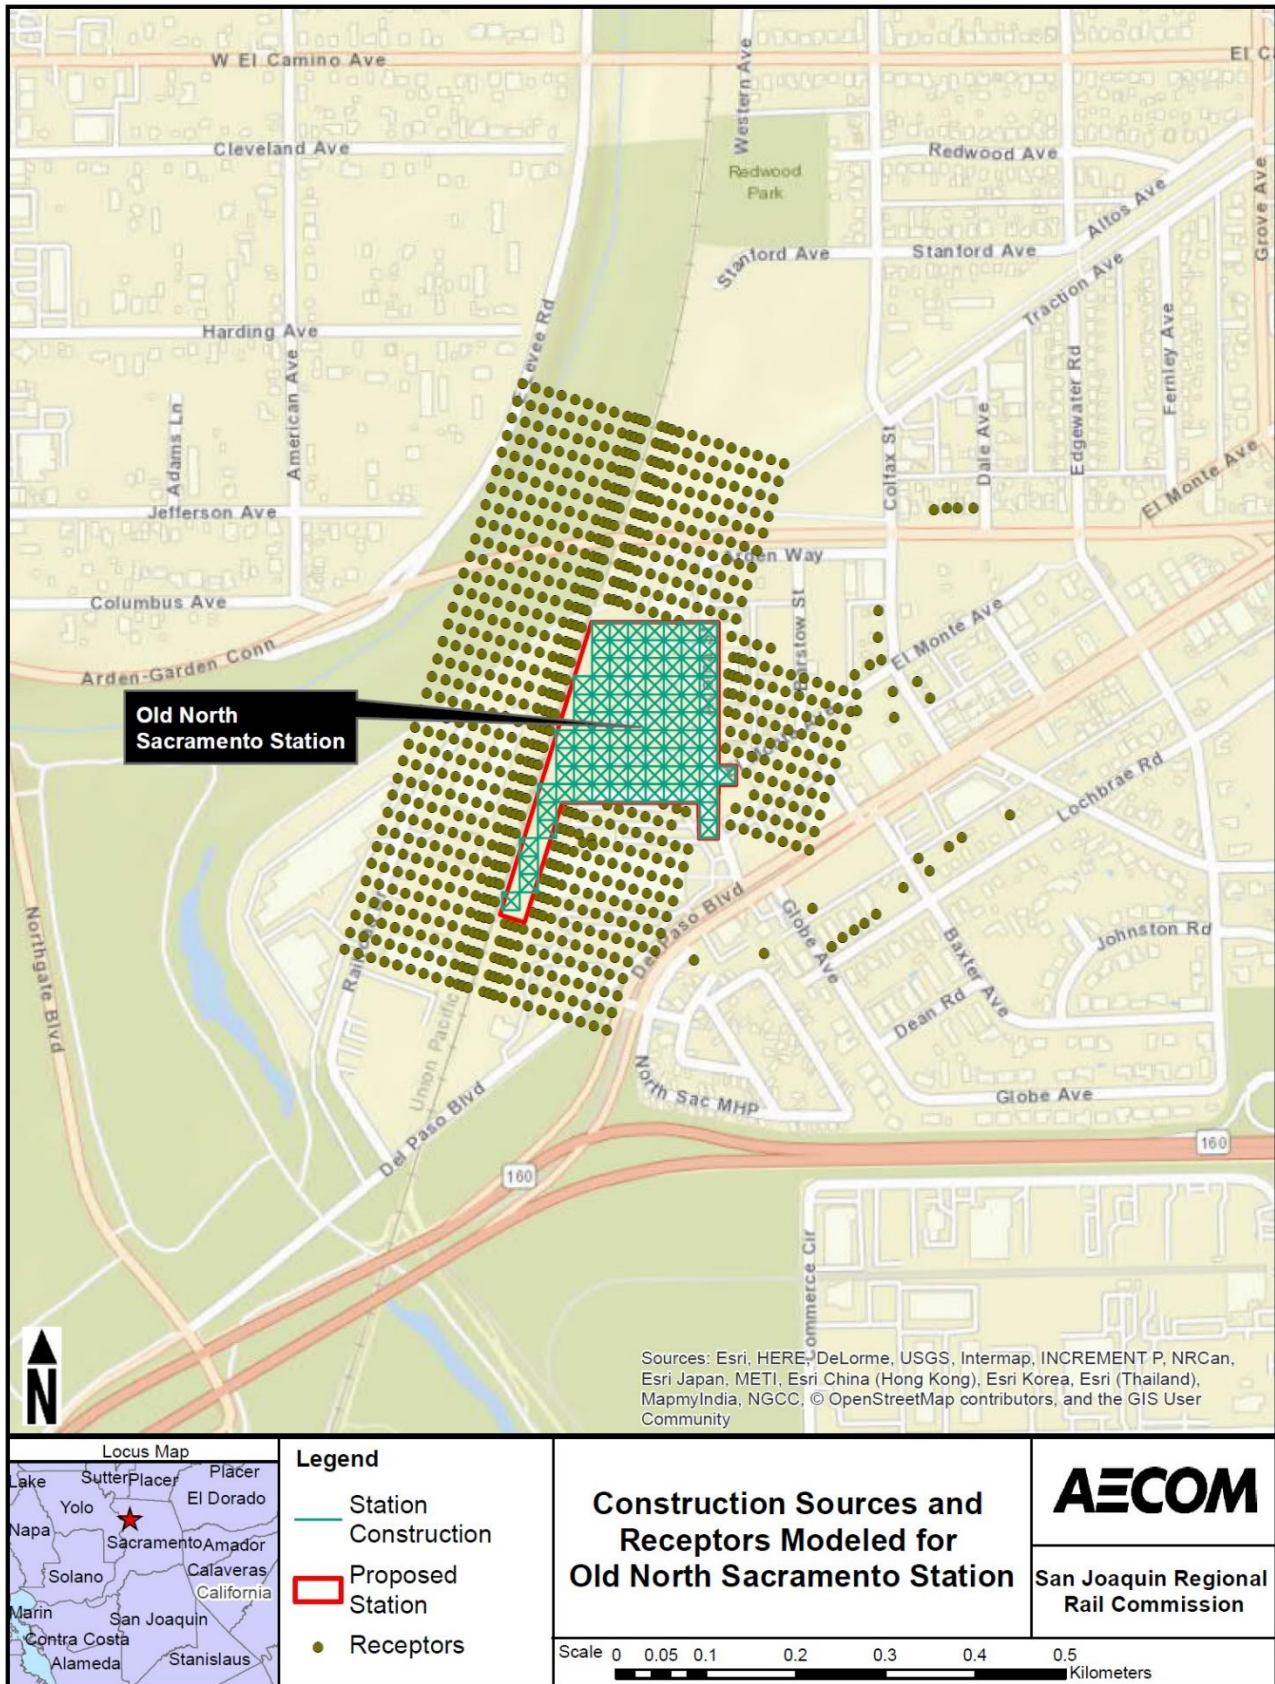 W El Camino Ave
Western Ave
El C
Cleveland Ave
Redwood
Park
Redwood Ave
Altos Ave
Grove Ave
Stanford Ave
Stanford Ave
Traction Ave
Harding Ave
American Ave
Levee Rd
Edgewater Rd
Fernley Ave
Adams Ln
Dale Ave
Colfax St
El Monte Ave
Jefferson Ave
Arden Way
Columbus Ave
Barstow St
El Monte Ave
Arden-Garden Conn
Old North
Sacramento Station
Lochbrae Rd
Northgate Blvd
Del Paso Blvd
Globe Ave
Baxter Ave
Johnston Rd
Dean Rd
Union Pacific
Del Paso Blvd
North Sac MHP
Globe Ave
160
160
Commerce Cir
N
Sources: Esri, HERE, DeLorme, USGS, Intermap, INCREMENT P, NRCan,
Esri Japan, METI, Esri China (Hong Kong), Esri Korea, Esri (Thailand),
MapmyIndia, NGCC, © OpenStreetMap contributors, and the GIS User
Community
Locus Map
Lake
Sutter
Placer
Placer
Yolo
El Dorado
Napa
Sacramento
Amador
Solano
Calaveras
California
Marin
San Joaquin
Contra Costa
Alameda
Stanislaus
Legend
Station
Construction
Proposed
Station
Receptors
Construction Sources and
Receptors Modeled for
Old North Sacramento Station
AECOM
San Joaquin Regional
Rail Commission
Scale 0 0.05 0.1 0.2 0.3 0.4 0.5
Kilometers